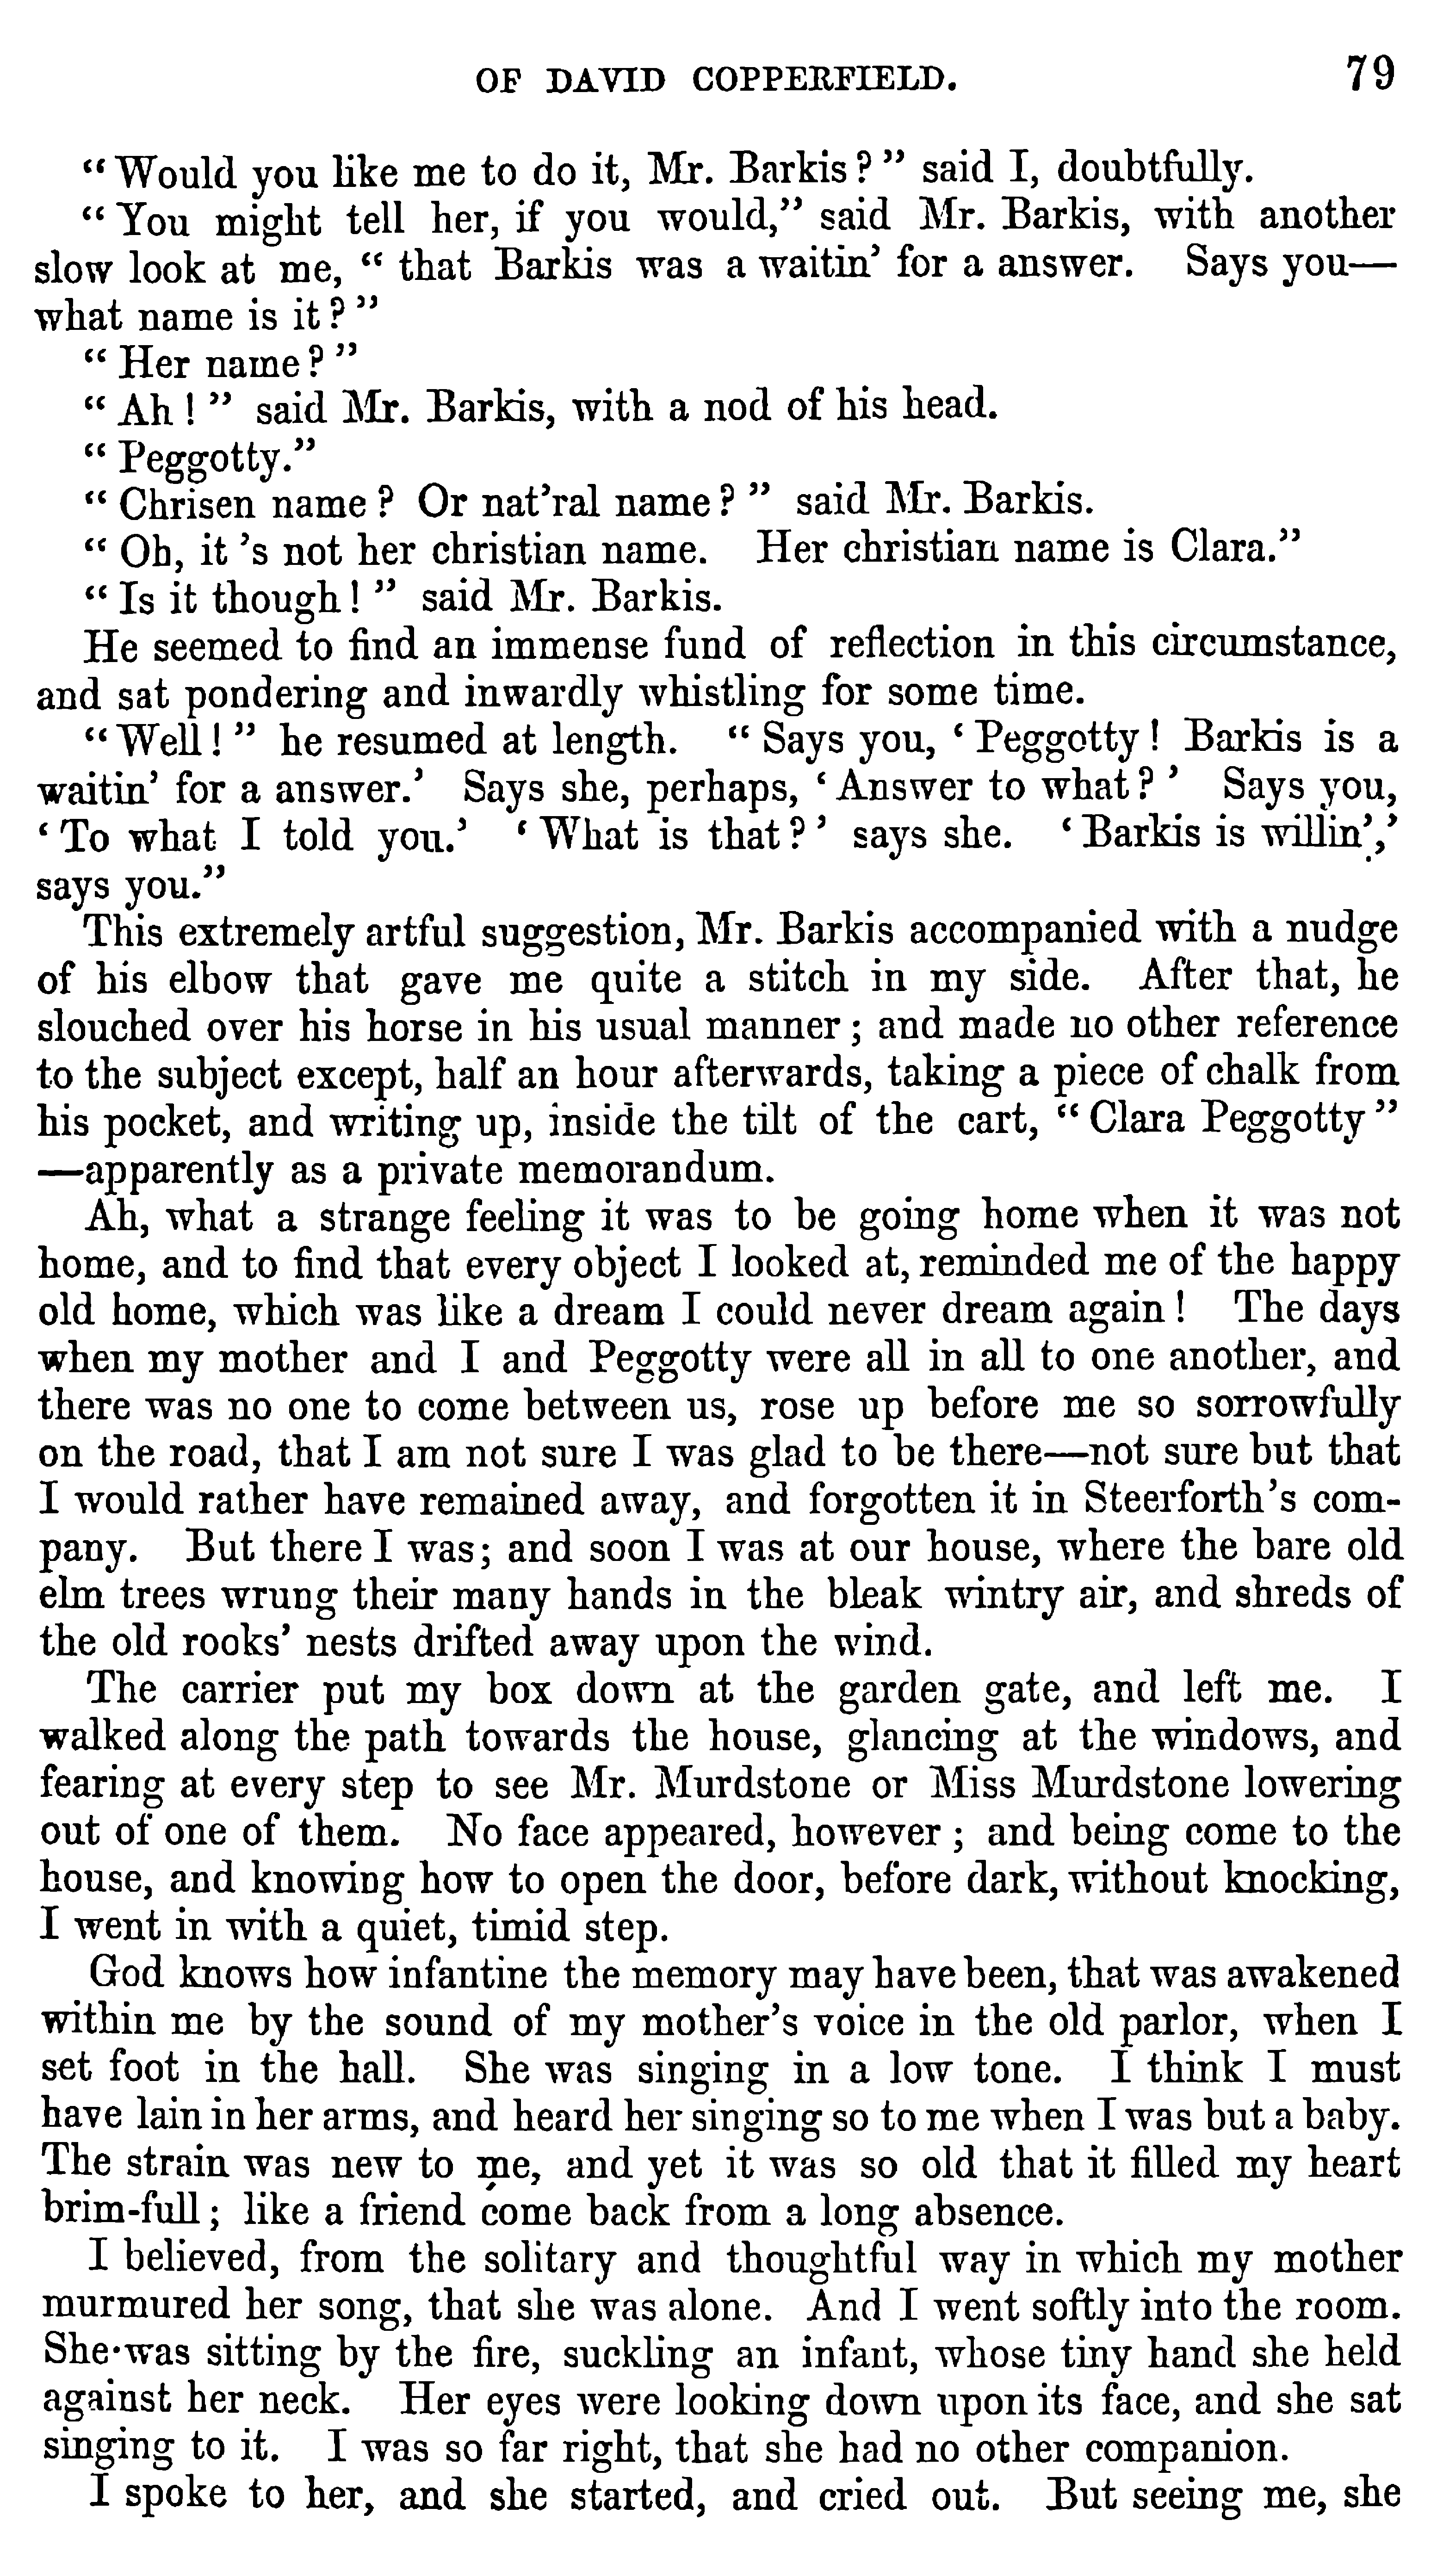 OF DAVID COPPERFIELD. 79
“Would you like me to do it, Mr. Barkis?” said I, doubtfully.
“You might tell her, if you would,” said Mr. Barkis, with another
slow look at me, “that Barkis was a waitin’ for a answer. Says you—
what name is it?”
“Her name?”
“Ah!” said Mr. Barkis, with a nod of his head.
“Peggotty.”
“Chrisen name? Or nat’ral name?” said Mr. Barkis.
“Oh, it ’s not her christian name. Her christian name is Clara.”
“Is it though!” said Mr. Barkis.
He seemed to find an immense fund of reflection in this circumstance,
and sat pondering and inwardly whistling for some time.
“Well!” he resumed at length. “Says you, ‘Peggotty! Barkis is a
waitin’ for a answer.’ Says she, perhaps, ‘Answer to what?’ Says you,
‘To what I told you.’ ‘What is that?’ says she. ‘Barkis is willin’,’
says you.”
This extremely artful suggestion, Mr. Barkis accompanied with a nudge
of his elbow that gave me quite a stitch in my side. After that, he
slouched over his horse in his usual manner; and made no other reference
to the subject except, half an hour afterwards, taking a piece of chalk from
his pocket, and writing up, inside the tilt of the cart, “Clara Peggotty”
—apparently as a private memorandum.
Ah, what a strange feeling it was to be going home when it was not
home, and to find that every object I looked at, reminded me of the happy
old home, which was like a dream I could never dream again! The days
when my mother and I and Peggotty were all in all to one another, and
there was no one to come between us, rose up before me so sorrowfully
on the road, that I am not sure I was glad to be there—not sure but that
I would rather have remained away, and forgotten it in Steerforth’s com-
pany. But there I was; and soon I was at our house, where the bare old
elm trees wrung their many hands in the bleak wintry air, and shreds of
the old rooks’ nests drifted away upon the wind.
The carrier put my box down at the garden gate, and left me. I
walked along the path towards the house, glancing at the windows, and
fearing at every step to see Mr. Murdstone or Miss Murdstone lowering
out of one of them. No face appeared, however; and being come to the
house, and knowing how to open the door, before dark, without knocking,
I went in with a quiet, timid step.
God knows how infantine the memory may have been, that was awakened
within me by the sound of my mother’s voice in the old parlor, when I
set foot in the hall. She was singing in a low tone. I think I must
have lain in her arms, and heard her singing so to me when I was but a baby.
The strain was new to me, and yet it was so old that it filled my heart
brim-full; like a friend come back from a long absence.
I believed, from the solitary and thoughtful way in which my mother
murmured her song, that she was alone. And I went softly into the room.
She was sitting by the fire, suckling an infant, whose tiny hand she held
against her neck. Her eyes were looking down upon its face, and she sat
singing to it. I was so far right, that she had no other companion.
I spoke to her, and she started, and cried out. But seeing me, she